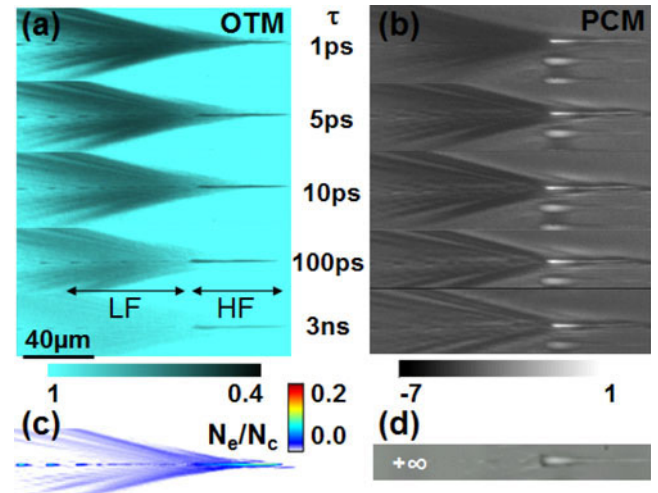 (a) OTM τ (b) PCM
1ps
5ps
10ps
100ps
LF HF
3ns
40μm
1 0.4 -7 1
(c) 0.2 (d)
Ne/Nc 0.0
+∞